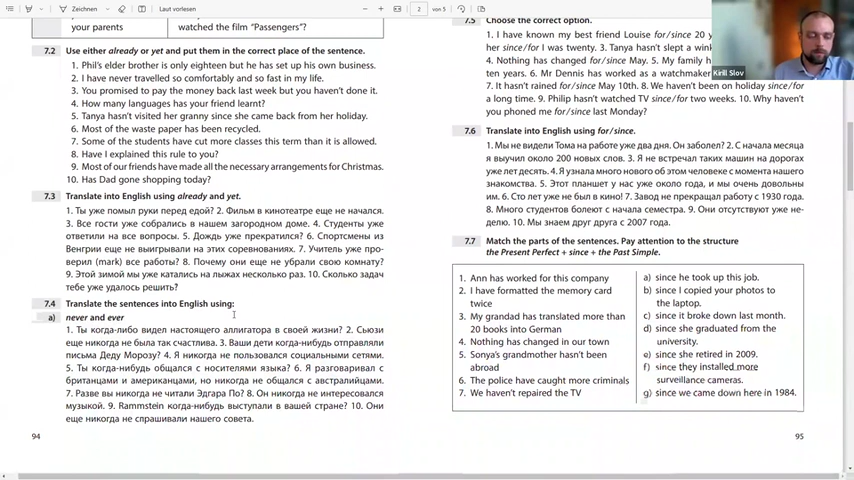 Zeichnen
Laut vorlesen
2
von 5
Kirill Slov
your parents
watched the film “Passengers”?
7.2 Use either already or yet and put them in the correct place of the sentence.
1. Phil’s elder brother is only eighteen but he has set up his own business.
2. I have never travelled so comfortably and so fast in my life.
3. You promised to pay the money back last week but you haven’t done it.
4. How many languages has your friend learnt?
5. Tanya hasn’t visited her granny since she came back from her holiday.
6. Most of the waste paper has been recycled.
7. Some of the students have cut more classes this term than it is allowed.
8. Have I explained this rule to you?
9. Most of our friends have made all the necessary arrangements for Christmas.
10. Has Dad gone shopping today?
7.3 Translate into English using already and yet.
1. Ты уже помыл руки перед едой? 2. Фильм в кинотеатре еще не начался.
3. Все гости уже собрались в нашем загородном доме. 4. Студенты уже
ответили на все вопросы. 5. Дождь уже прекратился? 6. Спортсмены из
Венгрии еще не выигрывали на этих соревнованиях. 7. Учитель уже про-
верил (mark) все работы? 8. Почему они еще не убрали свою комнату?
9. Этой зимой мы уже катались на лыжах несколько раз. 10. Сколько задач
тебе уже удалось решить?
7.4 Translate the sentences into English using:
a) never and ever
1. Ты когда-либо видел настоящего аллигатора в своей жизни? 2. Сьюзи
еще никогда не была так счастлива. 3. Ваши дети когда-нибудь отправляли
письма Деду Морозу? 4. Я никогда не пользовался социальными сетями.
5. Ты когда-нибудь общался с носителями языка? 6. Я разговаривал с
британцами и американцами, но никогда не общался с австралийцами.
7. Разве вы никогда не читали Эдгара По? 8. Он никогда не интересовался
музыкой. 9. Rammstein когда-нибудь выступали в вашей стране? 10. Они
еще никогда не спрашивали нашего совета.
94
7.5 Choose the correct option.
1. I have known my best friend Louise for/since 20 y
her since/for I was twenty. 3. Tanya hasn’t slept a win
4. Nothing has changed for/since May. 5. My family h
ten years. 6. Mr Dennis has worked as a watchmaker
7. It hasn’t rained for/since May 10th. 8. We haven’t been on holiday since/for
a long time. 9. Philip hasn’t watched TV since/for two weeks. 10. Why haven’t
you phoned me for/since last Monday?
7.6 Translate into English using for/since.
1. Мы не видели Тома на работе уже два дня. Он заболел? 2. С начала месяца
я выучил около 200 новых слов. 3. Я не встречал таких машин на дорогах
уже лет десять. 4. Я узнала много нового об этом человеке с момента нашего
знакомства. 5. Этот планшет у нас уже около года, и мы очень довольны
им. 6. Сто лет уже не был в кино! 7. Завод не прекращал работу с 1930 года.
8. Много студентов болеют с начала семестра. 9. Они отсутствуют уже не-
делю. 10. Мы знаем друг друга с 2007 года.
7.7 Match the parts of the sentences. Pay attention to the structure
the Present Perfect + since + the Past Simple.
1. Ann has worked for this company
2. I have formatted the memory card
twice
3. My grandad has translated more than
20 books into German
4. Nothing has changed in our town
5. Sonya’s grandmother hasn’t been
abroad
6. The police have caught more criminals
7. We haven’t repaired the TV
a) since he took up this job.
b) since I copied your photos to
the laptop.
c) since it broke down last month.
d) since she graduated from the
university.
e) since she retired in 2009.
f) since they installed more
surveillance cameras.
g) since we came down here in 1984.
95